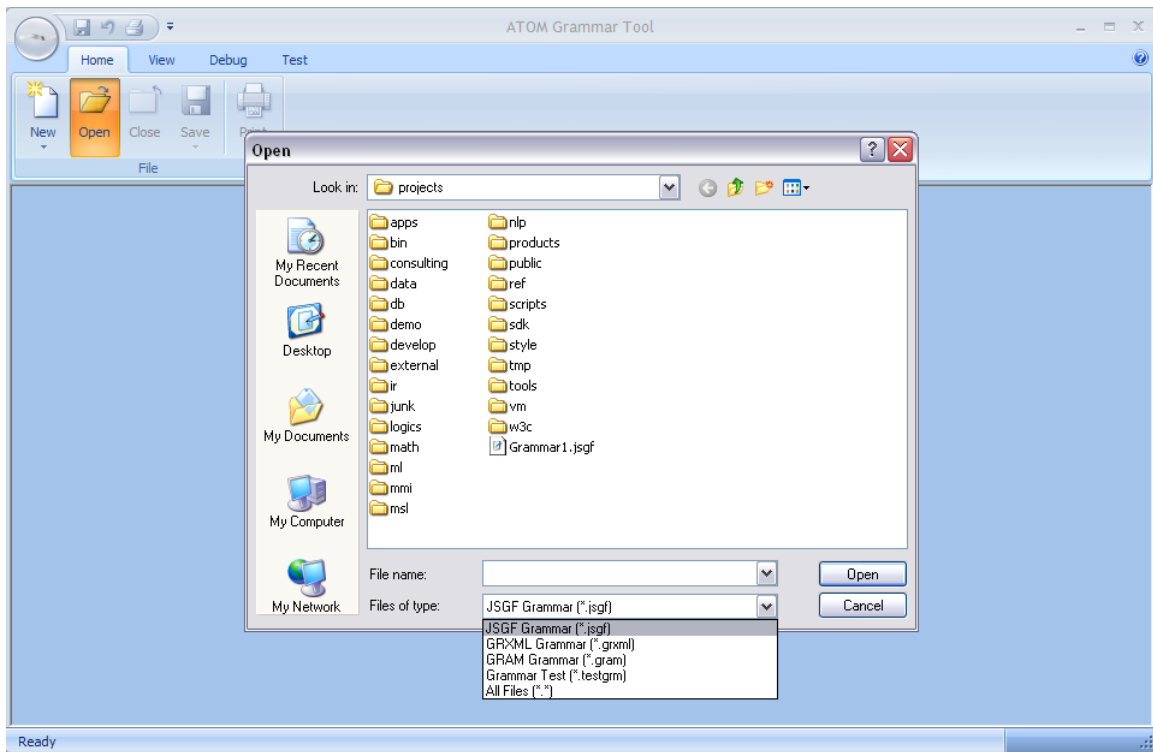 ATOM Grammar Tool
Home View Debug Test
New Open Close Save Print
File
Open
Look in: projects
My Recent
Documents
Desktop
My Documents
My Computer
My Network
apps
bin
consulting
data
db
demo
develop
external
ir
junk
logics
math
ml
mmi
msl
nlp
products
public
ref
scripts
sdk
style
tmp
tools
vm
w3c
Grammar1.jsgf
File name:
Open
Files of type: JSGF Grammar (*.jsgf)
Cancel
JSGF Grammar (*.jsgf)
GRXML Grammar (*.grxml)
GRAM Grammar (*.gram)
Grammar Test (*.testgrm)
All Files (*.*)
Ready